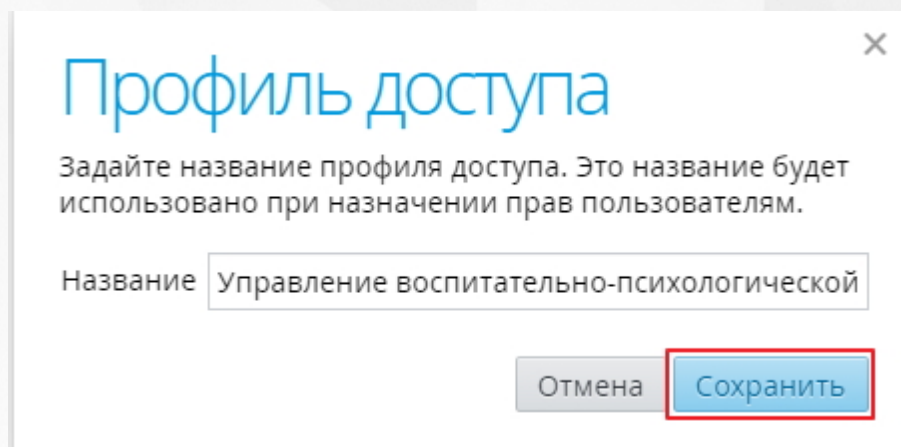 Профиль доступа
Задайте название профиля доступа. Это название будет
использовано при назначении прав пользователям.
Название Управление воспитательно-психологической
Отмена Сохранить